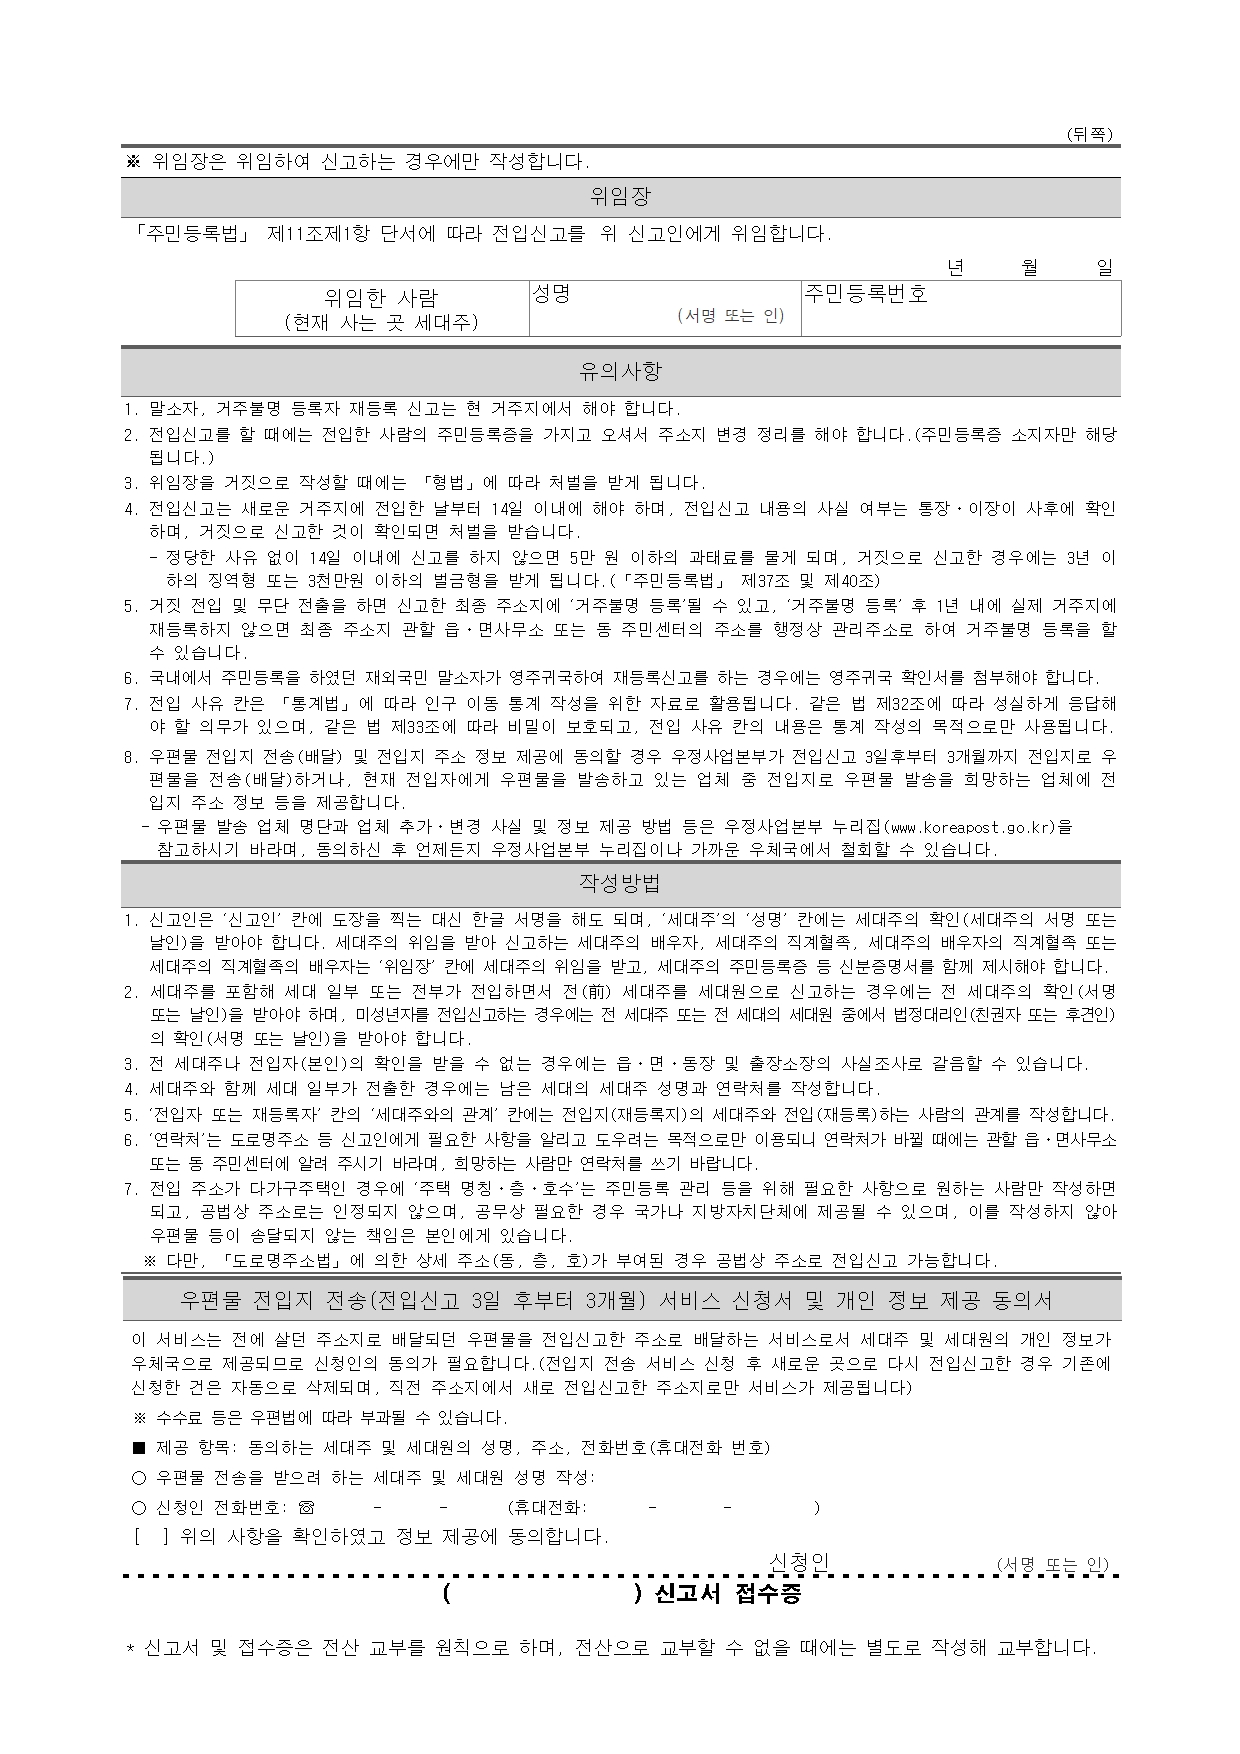 (뒤쪽)
※ 위임장은 위임하여 신고하는 경우에만 작성합니다.
위임장
「주민등록법」 제11조제1항 단서에 따라 전입신고를 위 신고인에게 위임합니다.
년 월 일
위임한 사람
(현재 사는 곳 세대주)
성명
(서명 또는 인)
주민등록번호
유의사항
1. 말소자, 거주불명 등록자 재등록 신고는 현 거주지에서 해야 합니다.
2. 전입신고를 할 때에는 전입한 사람의 주민등록증을 가지고 오셔서 주소지 변경 정리를 해야 합니다.(주민등록증 소지자만 해당
됩니다.)
3. 위임장을 거짓으로 작성할 때에는 「형법」에 따라 처벌을 받게 됩니다.
4. 전입신고는 새로운 거주지에 전입한 날부터 14일 이내에 해야 하며, 전입신고 내용의 사실 여부는 통장·이장이 사후에 확인
하며, 거짓으로 신고한 것이 확인되면 처벌을 받습니다.
- 정당한 사유 없이 14일 이내에 신고를 하지 않으면 5만 원 이하의 과태료를 물게 되며, 거짓으로 신고한 경우에는 3년 이
하의 징역형 또는 3천만원 이하의 벌금형을 받게 됩니다.(「주민등록법」 제37조 및 제40조)
5. 거짓 전입 및 무단 전출을 하면 신고한 최종 주소지에 ‘거주불명 등록’될 수 있고, ‘거주불명 등록’ 후 1년 내에 실제 거주지에
재등록하지 않으면 최종 주소지 관할 읍·면사무소 또는 동 주민센터의 주소를 행정상 관리주소로 하여 거주불명 등록을 할
수 있습니다.
6. 국내에서 주민등록을 하였던 재외국민 말소자가 영주귀국하여 재등록신고를 하는 경우에는 영주귀국 확인서를 첨부해야 합니다.
7. 전입 사유 칸은 「통계법」에 따라 인구 이동 통계 작성을 위한 자료로 활용됩니다. 같은 법 제32조에 따라 성실하게 응답해
야 할 의무가 있으며, 같은 법 제33조에 따라 비밀이 보호되고, 전입 사유 칸의 내용은 통계 작성의 목적으로만 사용됩니다.
8. 우편물 전입지 전송(배달) 및 전입지 주소 정보 제공에 동의할 경우 우정사업본부가 전입신고 3일후부터 3개월까지 전입지로 우
편물을 전송(배달)하거나, 현재 전입자에게 우편물을 발송하고 있는 업체 중 전입지로 우편물 발송을 희망하는 업체에 전
입지 주소 정보 등을 제공합니다.
- 우편물 발송 업체 명단과 업체 추가·변경 사실 및 정보 제공 방법 등은 우정사업본부 누리집(www.koreapost.go.kr)을
참고하시기 바라며, 동의하신 후 언제든지 우정사업본부 누리집이나 가까운 우체국에서 철회할 수 있습니다.
작성방법
1. 신고인은 ‘신고인’ 칸에 도장을 찍는 대신 한글 서명을 해도 되며, ‘세대주’의 ‘성명’ 칸에는 세대주의 확인(세대주의 서명 또는
날인)을 받아야 합니다. 세대주의 위임을 받아 신고하는 세대주의 배우자, 세대주의 직계혈족, 세대주의 배우자의 직계혈족 또는
세대주의 직계혈족의 배우자는 ‘위임장’ 칸에 세대주의 위임을 받고, 세대주의 주민등록증 등 신분증명서를 함께 제시해야 합니다.
2. 세대주를 포함해 세대 일부 또는 전부가 전입하면서 전(前) 세대주를 세대원으로 신고하는 경우에는 전 세대주의 확인(서명
또는 날인)을 받아야 하며, 미성년자를 전입신고하는 경우에는 전 세대주 또는 전 세대의 세대원 중에서 법정대리인(친권자 또는 후견인)
의 확인(서명 또는 날인)을 받아야 합니다.
3. 전 세대주나 전입자(본인)의 확인을 받을 수 없는 경우에는 읍·면·동장 및 출장소장의 사실조사로 갈음할 수 있습니다.
4. 세대주와 함께 세대 일부가 전출한 경우에는 남은 세대의 세대주 성명과 연락처를 작성합니다.
5. ‘전입자 또는 재등록자’ 칸의 ‘세대주와의 관계’ 칸에는 전입지(재등록지)의 세대주와 전입(재등록)하는 사람의 관계를 작성합니다.
6. ‘연락처’는 도로명주소 등 신고인에게 필요한 사항을 알리고 도우려는 목적으로만 이용되니 연락처가 바뀔 때에는 관할 읍·면사무소
또는 동 주민센터에 알려 주시기 바라며, 희망하는 사람만 연락처를 쓰기 바랍니다.
7. 전입 주소가 다가구주택인 경우에 ‘주택 명칭·층·호수’는 주민등록 관리 등을 위해 필요한 사항으로 원하는 사람만 작성하면
되고, 공법상 주소로는 인정되지 않으며, 공무상 필요한 경우 국가나 지방자치단체에 제공될 수 있으며, 이를 작성하지 않아
우편물 등이 송달되지 않는 책임은 본인에게 있습니다.
※ 다만, 「도로명주소법」에 의한 상세 주소(동, 층, 호)가 부여된 경우 공법상 주소로 전입신고 가능합니다.
우편물 전입지 전송(전입신고 3일 후부터 3개월) 서비스 신청서 및 개인 정보 제공 동의서
이 서비스는 전에 살던 주소지로 배달되던 우편물을 전입신고한 주소로 배달하는 서비스로서 세대주 및 세대원의 개인 정보가
우체국으로 제공되므로 신청인의 동의가 필요합니다.(전입지 전송 서비스 신청 후 새로운 곳으로 다시 전입신고한 경우 기존에
신청한 건은 자동으로 삭제되며, 직전 주소지에서 새로 전입신고한 주소지로만 서비스가 제공됩니다)
※ 수수료 등은 우편법에 따라 부과될 수 있습니다.
■ 제공 항목: 동의하는 세대주 및 세대원의 성명, 주소, 전화번호(휴대전화 번호)
○ 우편물 전송을 받으려 하는 세대주 및 세대원 성명 작성:
○ 신청인 전화번호: ☏ - - (휴대전화: - - )
[ ] 위의 사항을 확인하였고 정보 제공에 동의합니다.
신청인 (서명 또는 인)
( ) 신고서 접수증
* 신고서 및 접수증은 전산 교부를 원칙으로 하며, 전산으로 교부할 수 없을 때에는 별도로 작성해 교부합니다.